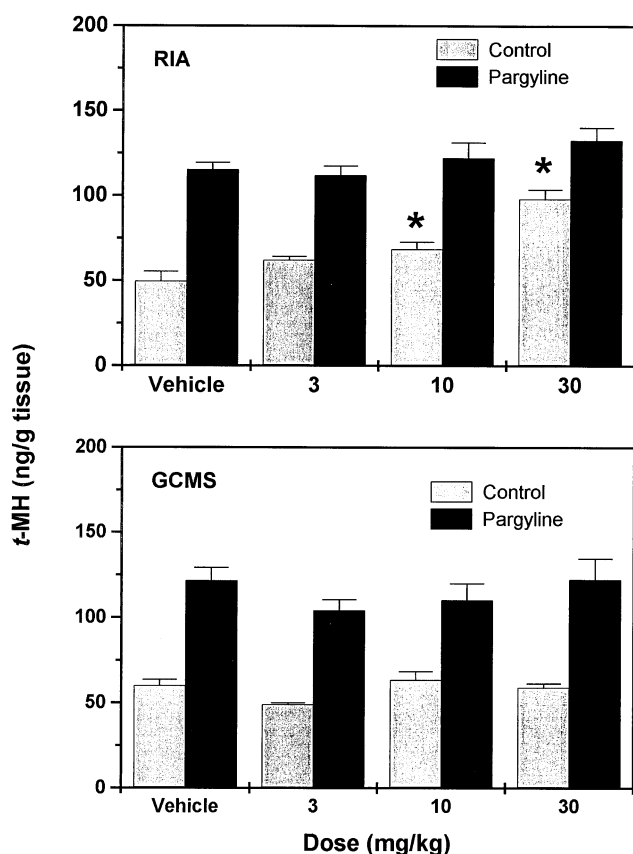 200
RIA
Control
Pargyline
150
*
*
100
50
0
Vehicle 3 10 30
t-MH (ng/g tissue)
200
GCMS
Control
Pargyline
150
100
50
0
Vehicle 3 10 30
Dose (mg/kg)